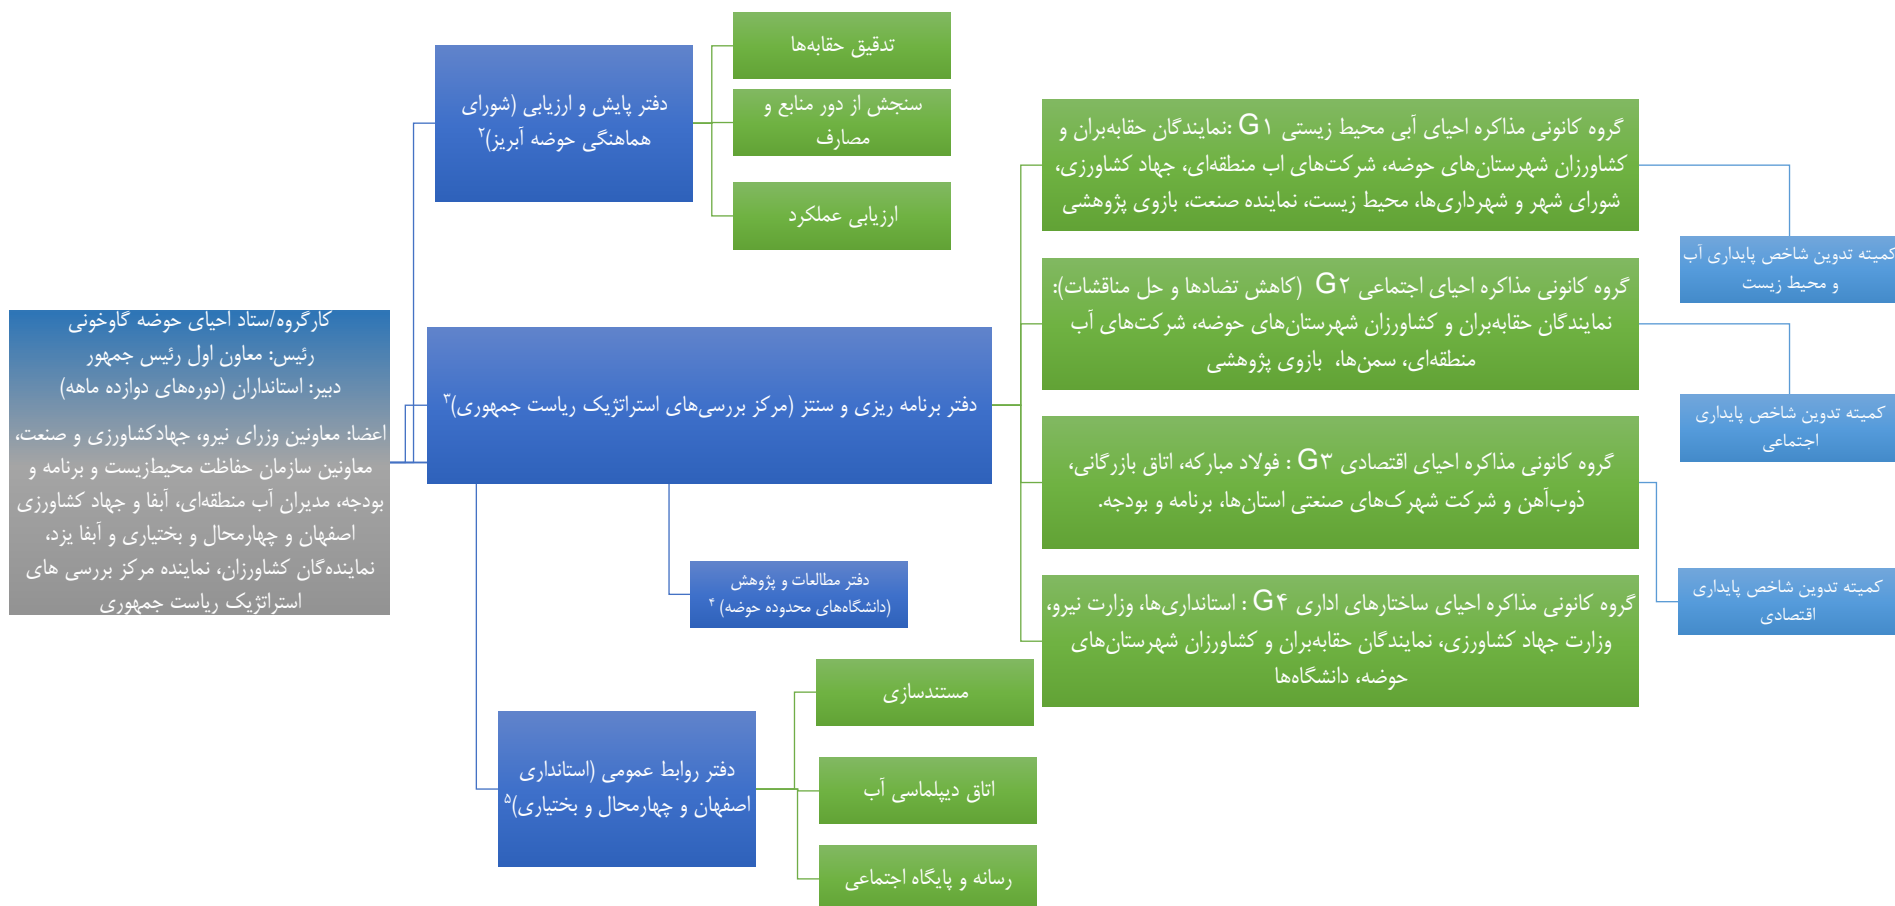 کارگروه/ستاد احیای حوضه گاوخونی
رئیس: معاون اول رئیس جمهور
دبیر: استانداران (دوره‌های دوازده ماهه)
اعضا: معاونین وزرای نیرو، جهادکشاورزی و صنعت،
معاونین سازمان حفاظت محیط‌زیست و برنامه و
بودجه، مدیران آب منطقه‌ای، آبفا و جهاد کشاورزی
اصفهان و چهارمحال و بختیاری و آبفا یزد،
نماینده‌گان کشاورزان، نماینده مرکز بررسی های
استراتژیک ریاست جمهوری
دفتر پایش و ارزیابی (شورای
هماهنگی حوضه آبریز)۲
تدقیق حقابه‌ها
سنجش از دور منابع و
مصارف
ارزیابی عملکرد
دفتر برنامه ریزی و سنتز (مرکز بررسی‌های استراتژیک ریاست جمهوری)۳
گروه کانونی مذاکره احیای آبی محیط زیستی G۱ :نمایندگان حقابه‌بران و
کشاورزان شهرستان‌های حوضه، شرکت‌های اب منطقه‌ای، جهاد کشاورزی،
شورای شهر و شهرداری‌ها، محیط زیست، نماینده صنعت، بازوی پژوهشی
کمیته تدوین شاخص پایداری آب
و محیط زیست
گروه کانونی مذاکره احیای اجتماعی G۲ (کاهش تضادها و حل مناقشات):
نمایندگان حقابه‌بران و کشاورزان شهرستان‌های حوضه، شرکت‌های آب
منطقه‌ای، سمن‌ها، بازوی پژوهشی
کمیته تدوین شاخص پایداری
اجتماعی
گروه کانونی مذاکره احیای اقتصادی G۳ : فولاد مبارکه، اتاق بازرگانی،
ذوب‌آهن و شرکت شهرک‌های صنعتی استان‌ها، برنامه و بودجه.
کمیته تدوین شاخص پایداری
اقتصادی
گروه کانونی مذاکره احیای ساختارهای اداری G۴ : استانداری‌ها، وزارت نیرو،
وزارت جهاد کشاورزی، نمایندگان حقابه‌بران و کشاورزان شهرستان‌های
حوضه، دانشگاه‌ها
دفتر مطالعات و پژوهش
(دانشگاه‌های محدوده حوضه) ۴
دفتر روابط عمومی (استانداری
اصفهان و چهارمحال و بختیاری)۵
مستندسازی
اتاق دیپلماسی آب
رسانه و پایگاه اجتماعی